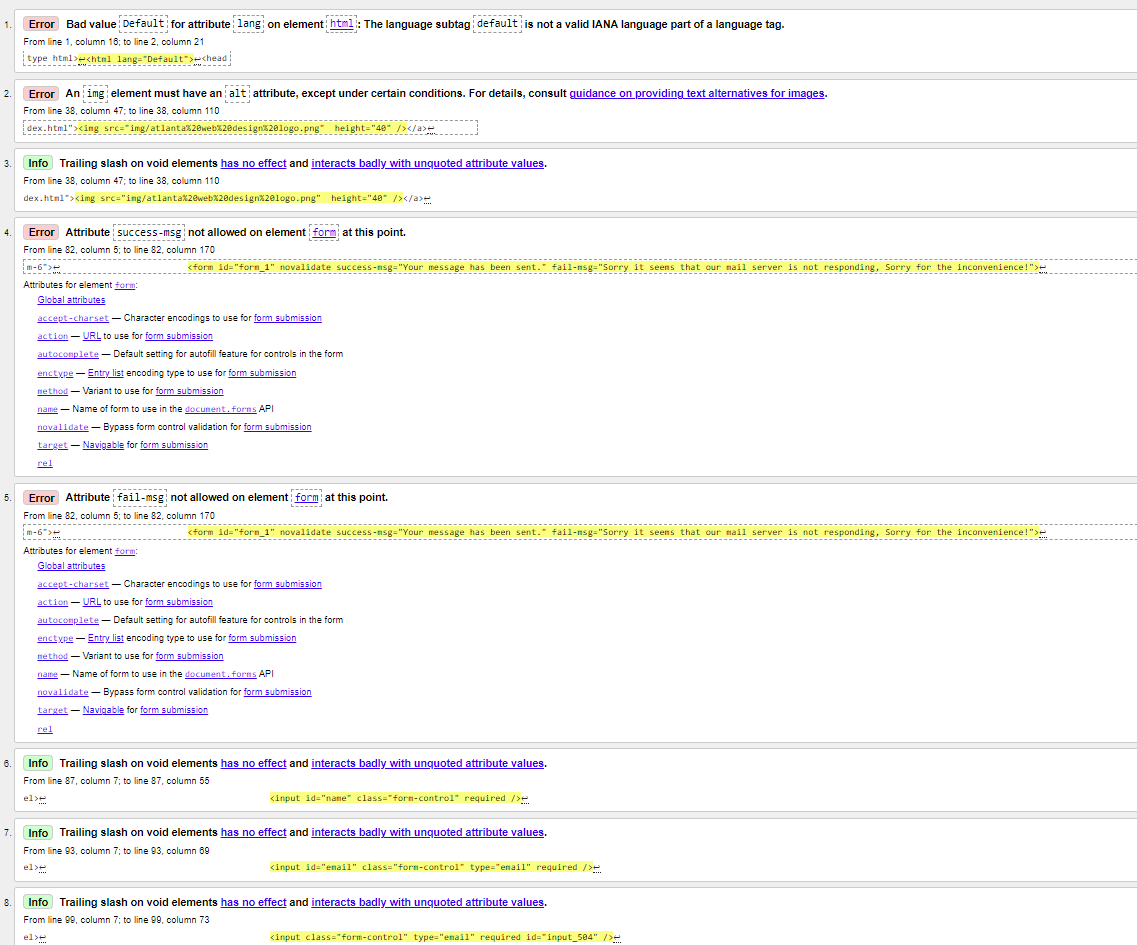 1. Error Bad value Default for attribute lang on element html: The language subtag default is not a valid IANA language part of a language tag.
From line 1, column 16; to line 2, column 21
type html>↩<html lang="Default">↩<head
2. Error An img element must have an alt attribute, except under certain conditions. For details, consult guidance on providing text alternatives for images.
From line 38, column 47; to line 38, column 110
dex.html"><img src="img/atlanta%20web%20design%20logo.png"  height="40" /></a>↩
3. Info Trailing slash on void elements has no effect and interacts badly with unquoted attribute values.
From line 38, column 47; to line 38, column 110
dex.html"><img src="img/atlanta%20web%20design%20logo.png"  height="40" /></a>↩
4. Error Attribute success-msg not allowed on element form at this point.
From line 82, column 5; to line 82, column 170
m-6">↩ <form id="form_1" novalidate success-msg="Your message has been sent." fail-msg="Sorry it seems that our mail server is not responding, Sorry for the inconvenience!">↩
Attributes for element form:
Global attributes
accept-charset — Character encodings to use for form submission
action — URL to use for form submission
autocomplete — Default setting for autofill feature for controls in the form
enctype — Entry list encoding type to use for form submission
method — Variant to use for form submission
name — Name of form to use in the document.forms API
novalidate — Bypass form control validation for form submission
target — Navigable for form submission
rel
5. Error Attribute fail-msg not allowed on element form at this point.
From line 82, column 5; to line 82, column 170
m-6">↩ <form id="form_1" novalidate success-msg="Your message has been sent." fail-msg="Sorry it seems that our mail server is not responding, Sorry for the inconvenience!">↩
Attributes for element form:
Global attributes
accept-charset — Character encodings to use for form submission
action — URL to use for form submission
autocomplete — Default setting for autofill feature for controls in the form
enctype — Entry list encoding type to use for form submission
method — Variant to use for form submission
name — Name of form to use in the document.forms API
novalidate — Bypass form control validation for form submission
target — Navigable for form submission
rel
6. Info Trailing slash on void elements has no effect and interacts badly with unquoted attribute values.
From line 87, column 7; to line 87, column 55
el>↩ <input id="name" class="form-control" required />↩
7. Info Trailing slash on void elements has no effect and interacts badly with unquoted attribute values.
From line 93, column 7; to line 93, column 69
el>↩ <input id="email" class="form-control" type="email" required />↩
8. Info Trailing slash on void elements has no effect and interacts badly with unquoted attribute values.
From line 99, column 7; to line 99, column 73
el>↩ <input class="form-control" type="email" required id="input_504" />↩